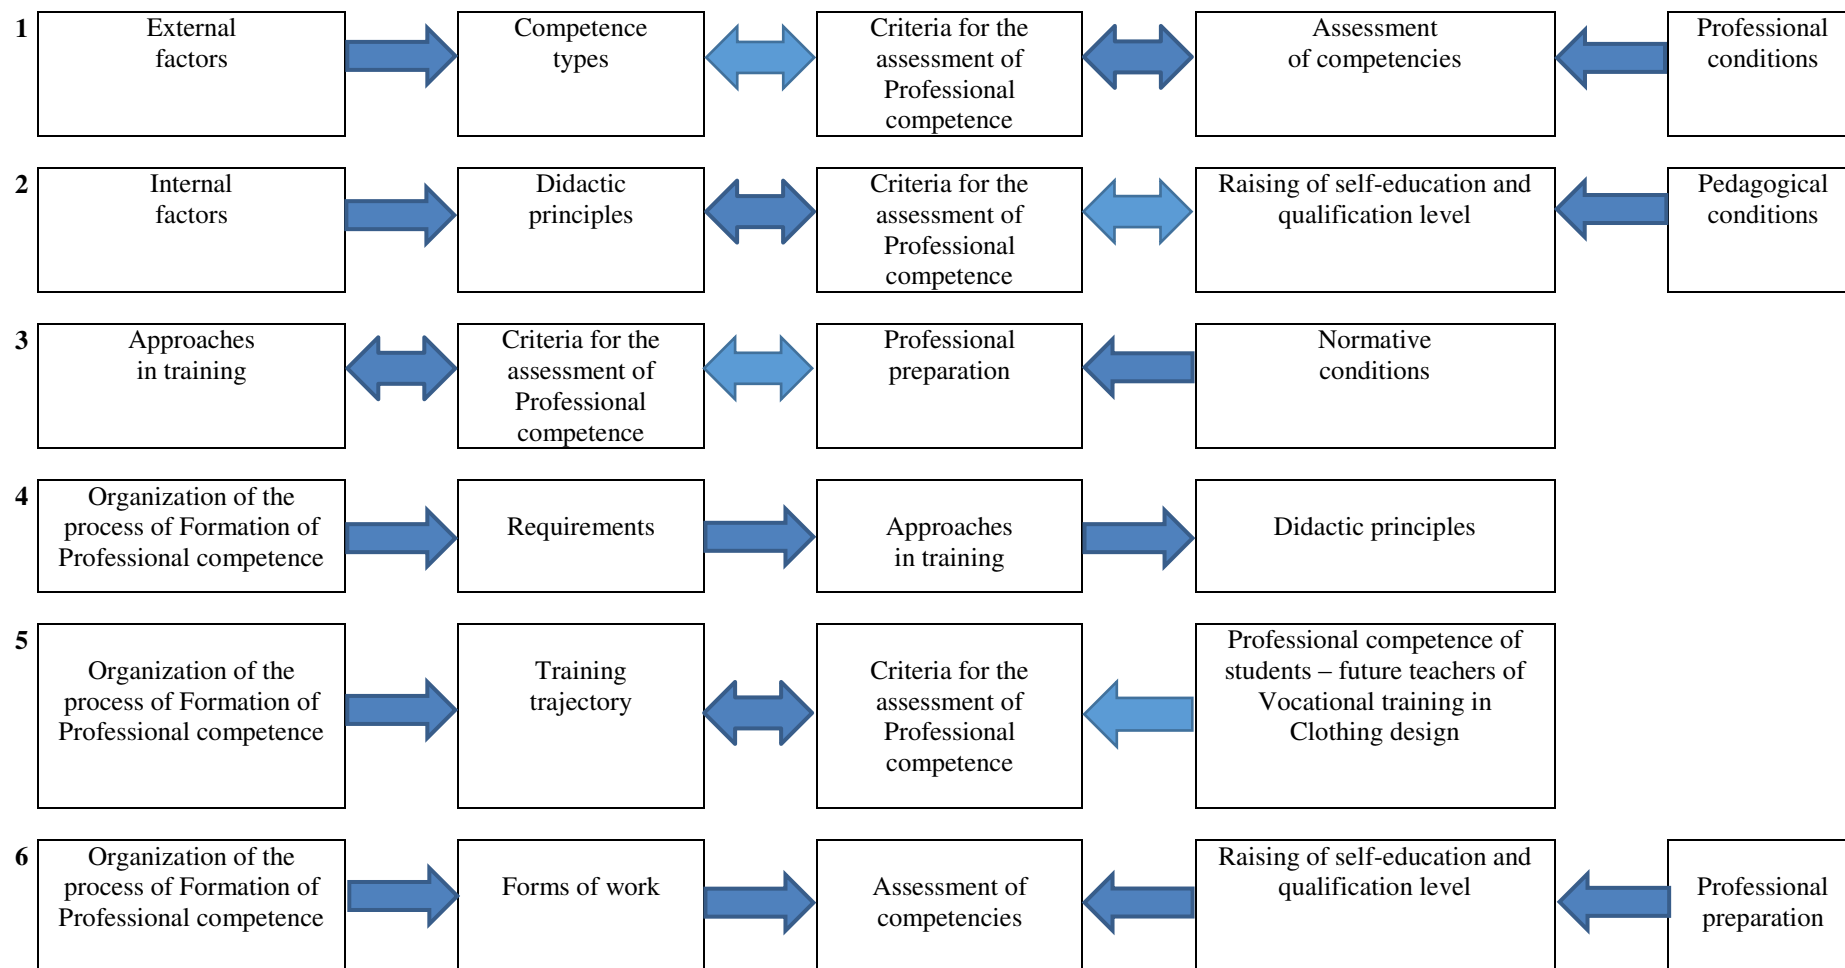 1
External
factors
Competence
types
Criteria for the
assessment of
Professional
competence
Assessment
of competencies
Professional
conditions
2
Internal
factors
Didactic
principles
Criteria for the
assessment of
Professional
competence
Raising of self-education and
qualification level
Pedagogical
conditions
3
Approaches
in training
Criteria for the
assessment of
Professional
competence
Professional
preparation
Normative
conditions
4
Organization of the
process of Formation of
Professional competence
Requirements
Approaches
in training
Didactic principles
5
Organization of the
process of Formation of
Professional competence
Training
trajectory
Criteria for the
assessment of
Professional
competence
Professional competence of
students – future teachers of
Vocational training in
Clothing design
6
Organization of the
process of Formation of
Professional competence
Forms of work
Assessment of
competencies
Raising of self-education and
qualification level
Professional
preparation